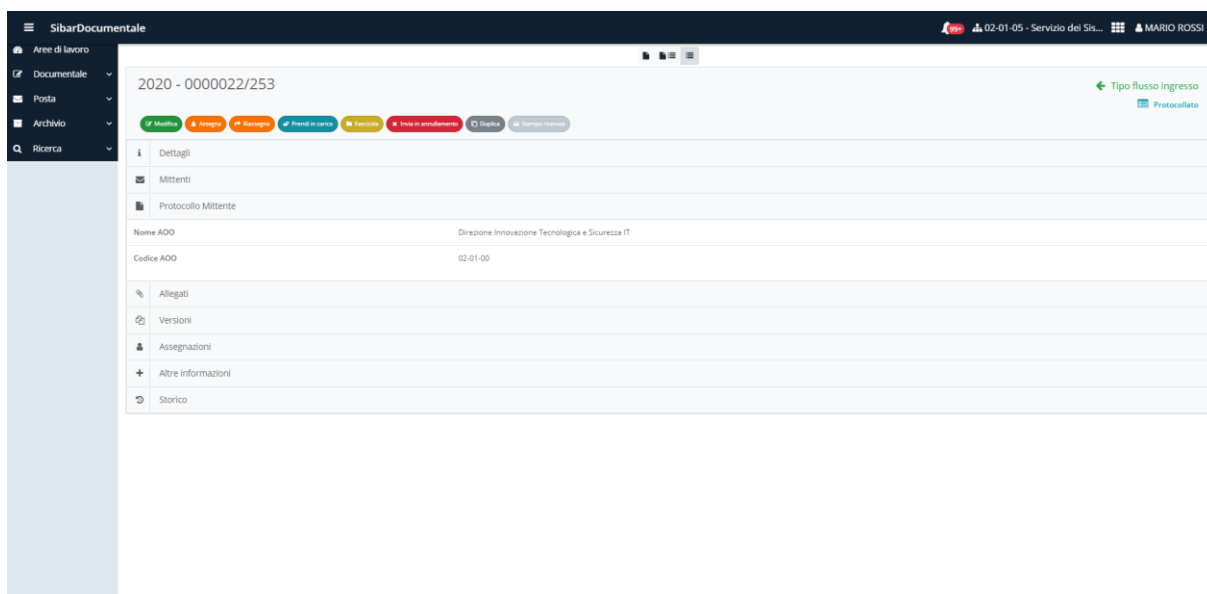 SibarDocumentale
99+ 02-01-05 - Servizio dei Sis... MARIO ROSSI
Aree di lavoro
Documentale
Posta
Archivio
Ricerca
2020 - 0000022/253
Tipo flusso ingresso
Protocollato
Modifica Assegna Riassegna Prendi in carico Fascicola Invia in annullamento Duplica Stampa ricevuta
i Dettagli
Mittenti
Protocollo Mittente
Nome AOO Direzione Innovazione Tecnologica e Sicurezza IT
Codice AOO 02-01-00
Allegati
Versioni
Assegnazioni
Altre informazioni
Storico